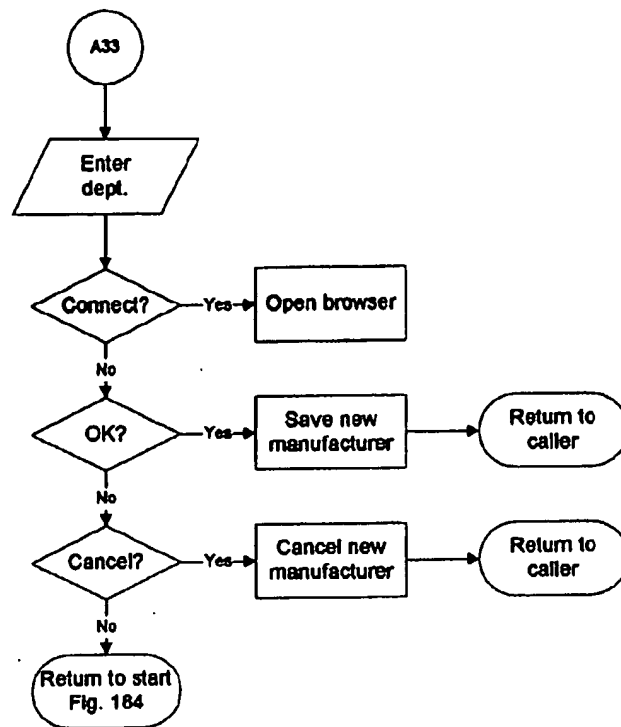 A33
Enter
dept.
Connect?
Yes
Open browser
No
OK?
Yes
Save new
manufacturer
Return to
caller
No
Cancel?
Yes
Cancel new
manufacturer
Return to
caller
No
Return to start
Fig. 184